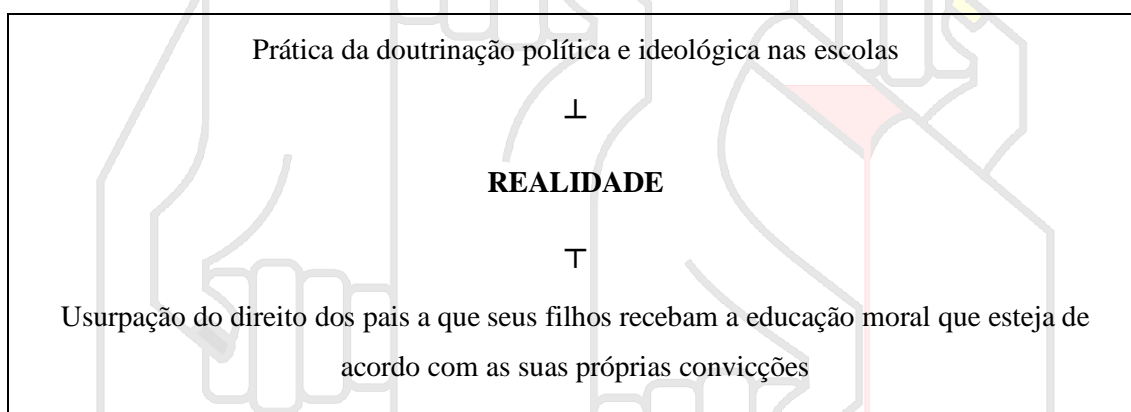 Prática da doutrinação política e ideológica nas escolas
⊥
REALIDADE
⊤
Usurpação do direito dos pais a que seus filhos recebam a educação moral que esteja de
acordo com as suas próprias convicções